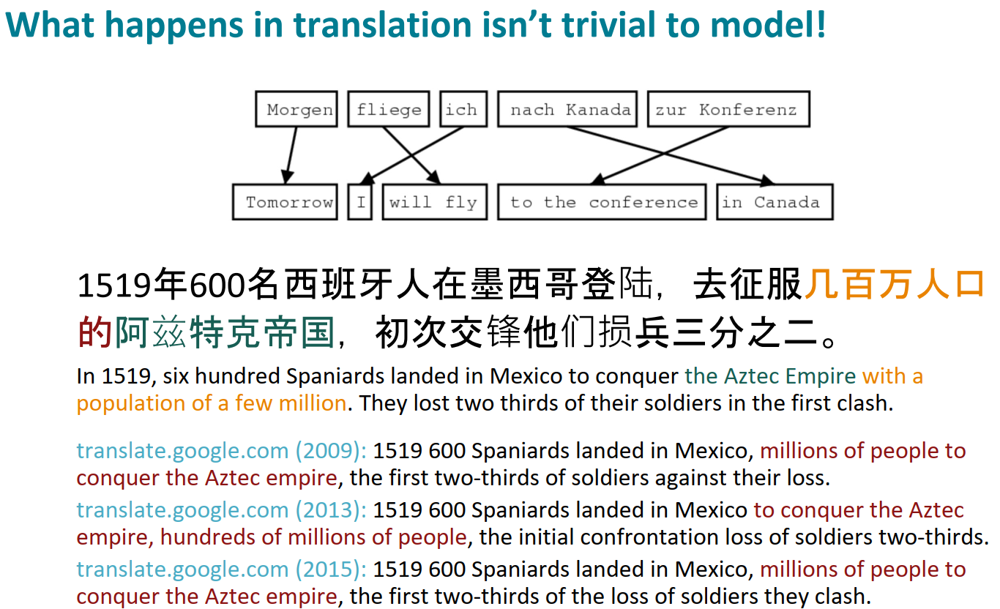 What happens in translation isn't trivial to model!
Morgen fliege ich nach Kanada zur Konferenz
Tomorrow I will fly to the conference in Canada
1519年600名西班牙人在墨西哥登陆，去征服几百万人口
的阿兹特克帝国，初次交锋他们损兵三分之二。
In 1519, six hundred Spaniards landed in Mexico to conquer the Aztec Empire with a
population of a few million. They lost two thirds of their soldiers in the first clash.
translate.google.com (2009): 1519 600 Spaniards landed in Mexico, millions of people to
conquer the Aztec empire, the first two-thirds of soldiers against their loss.
translate.google.com (2013): 1519 600 Spaniards landed in Mexico to conquer the Aztec
empire, hundreds of millions of people, the initial confrontation loss of soldiers two-thirds.
translate.google.com (2015): 1519 600 Spaniards landed in Mexico, millions of people to
conquer the Aztec empire, the first two-thirds of the loss of soldiers they clash.